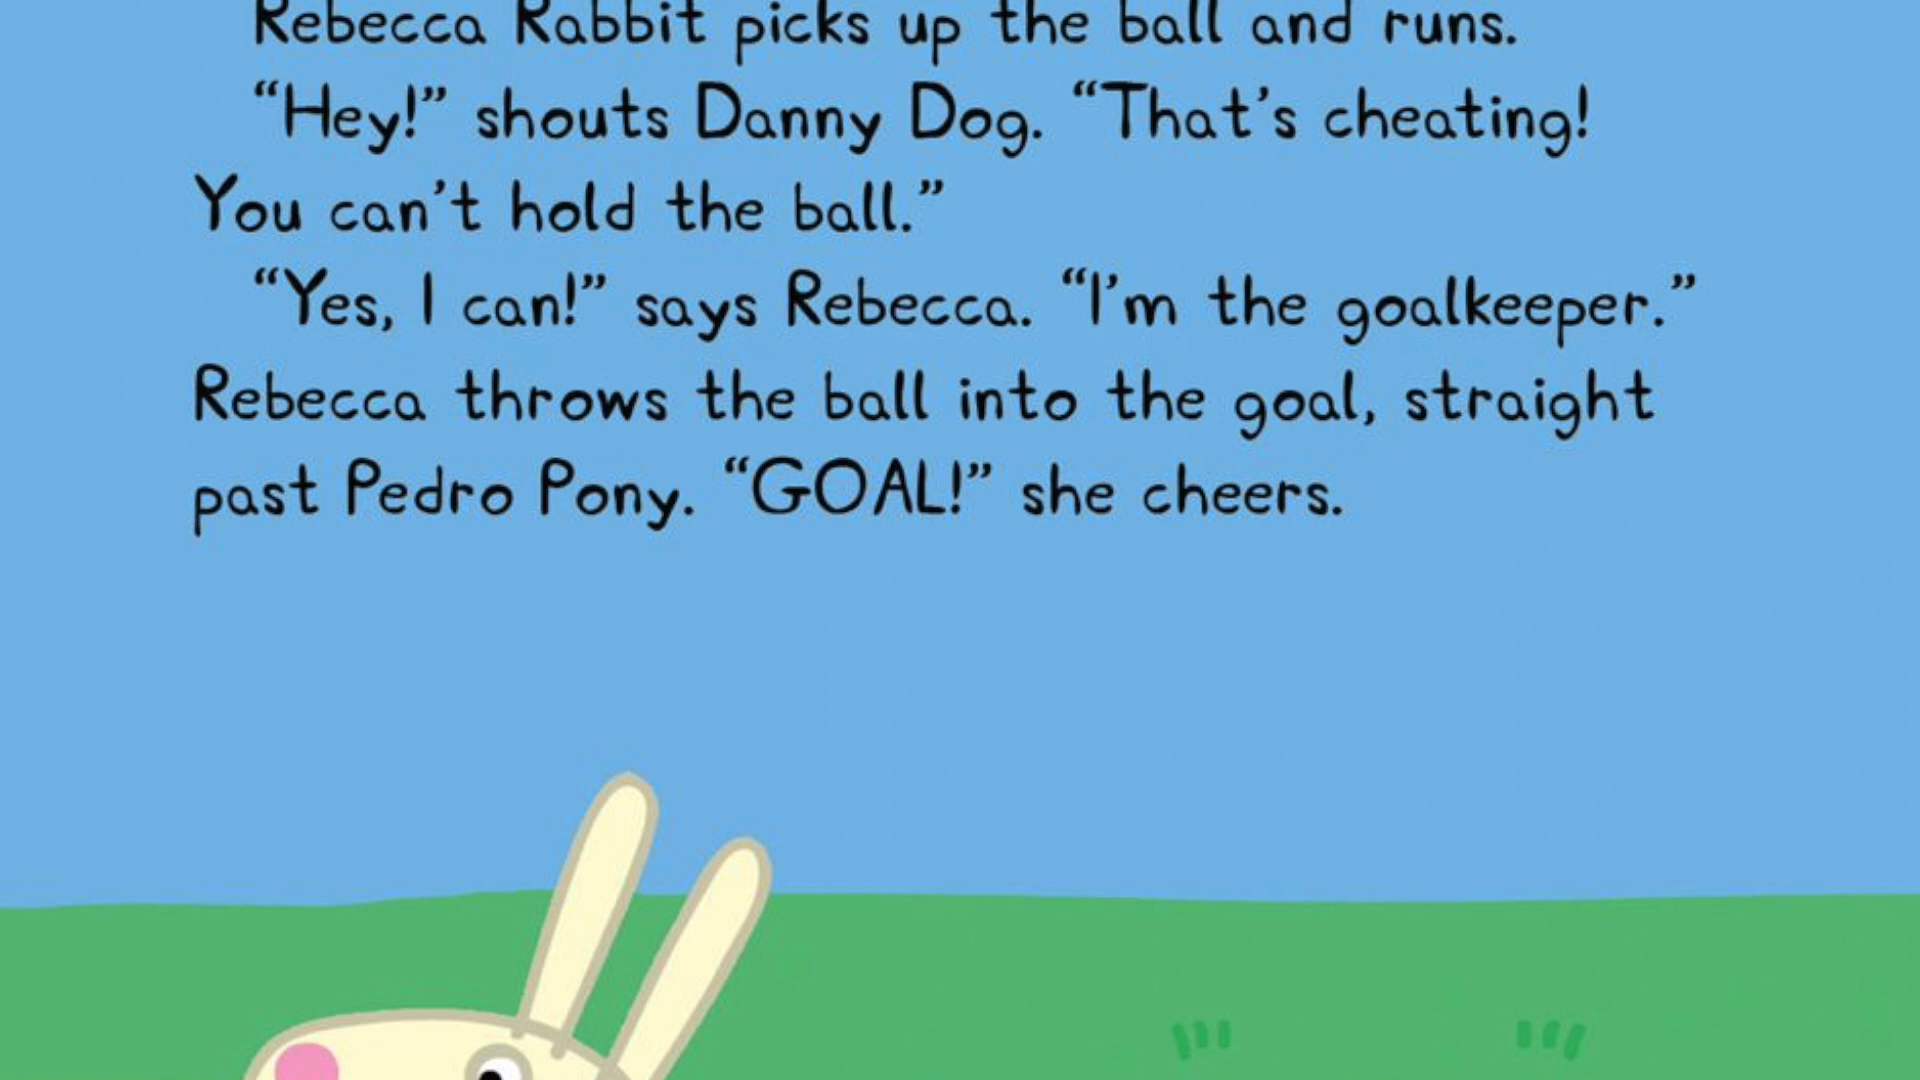 Rebecca Rabbit picks up the ball and runs.
“Hey!” shouts Danny Dog. “That’s cheating!
You can’t hold the ball.”
“Yes, I can!” says Rebecca. “I’m the goalkeeper.”
Rebecca throws the ball into the goal, straight
past Pedro Pony. “GOAL!” she cheers.